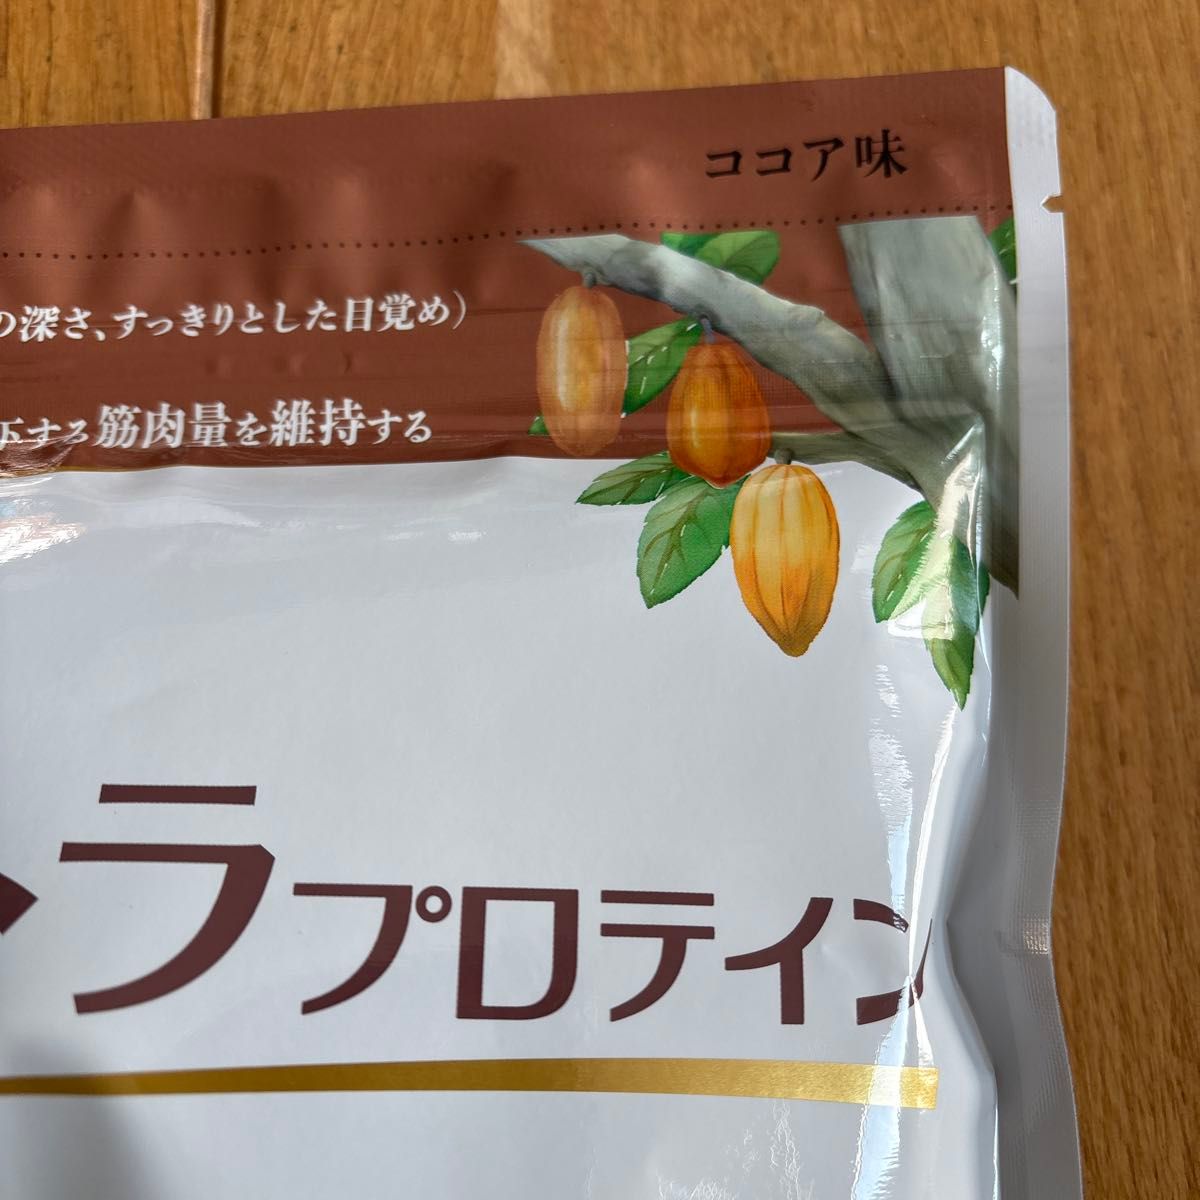 ココア味
の深さ、すっきりとした目覚め）
する筋肉量を維持する
ラプロテイン